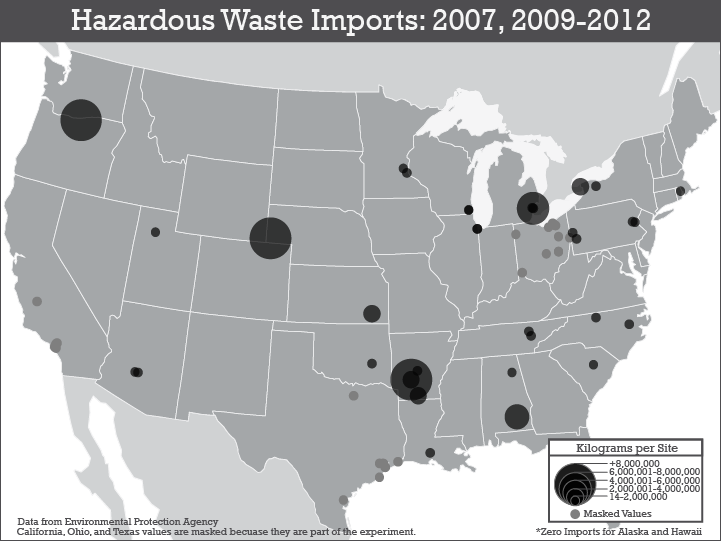 Hazardous Waste Imports: 2007, 2009-2012
Kilograms per Site
+8,000,000
6,000,001-8,000,000
4,000,001-6,000,000
2,000,001-4,000,000
14-2,000,000
Masked Values
Data from Environmental Protection Agency
California, Ohio, and Texas values are masked becuase they are part of the experiment.
*Zero Imports for Alaska and Hawaii